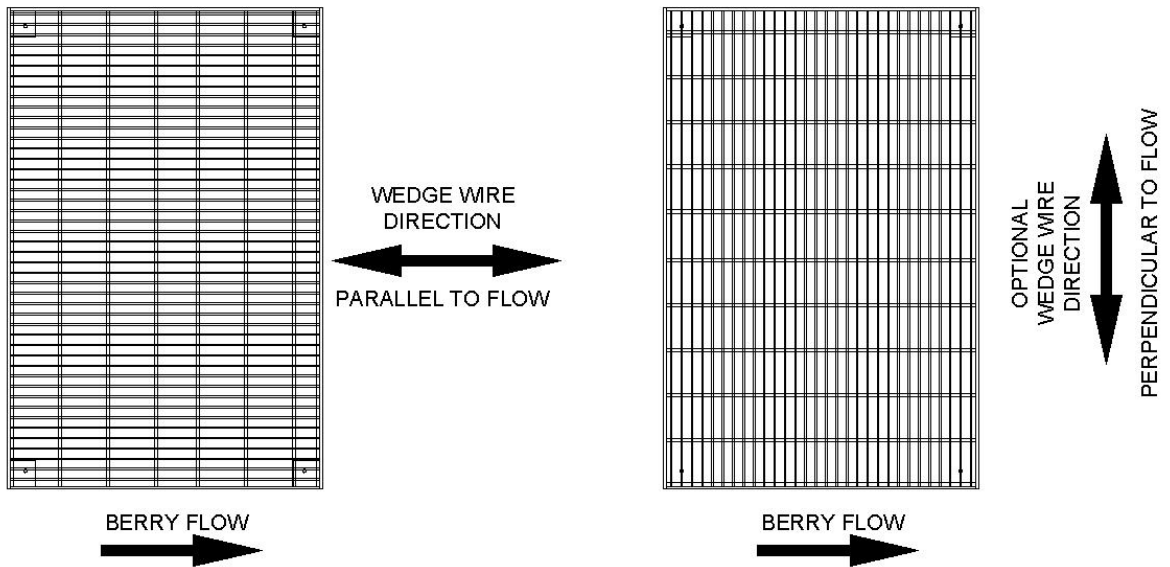 WEDGE WIRE
DIRECTION
PARALLEL TO FLOW
BERRY FLOW
OPTIONAL
WEDGE WIRE
DIRECTION
PERPENDICULAR TO FLOW
BERRY FLOW